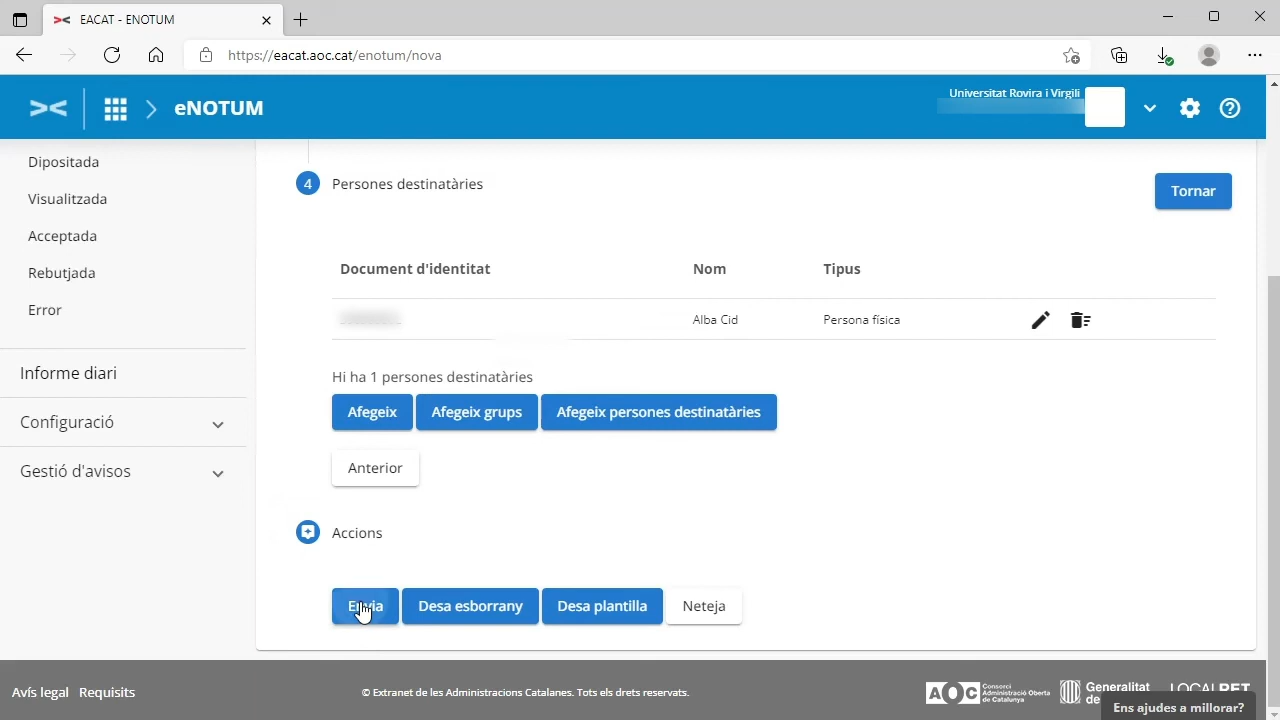 EACAT - ENOTUM
https://eacat.aoc.cat/enotum/nova
eNOTUM
Universitat Rovira i Virgili
Dipositada
Visualitzada
Acceptada
Rebutjada
Error
Informe diari
Configuració
Gestió d'avisos
4 Persones destinatàries
Tornar
Document d'identitat Nom Tipus
Alba Cid Persona física
Hi ha 1 persones destinatàries
Afegeix Afegeix grups Afegeix persones destinatàries
Anterior
Accions
Envia Desa esborrany Desa plantilla Neteja
Avís legal Requisits
© Extranet de les Administracions Catalanes. Tots els drets reservats.
AOC Consorci
Administració Oberta
de Catalunya
Generalitat
LOCALRET
Ens ajudes a millorar?